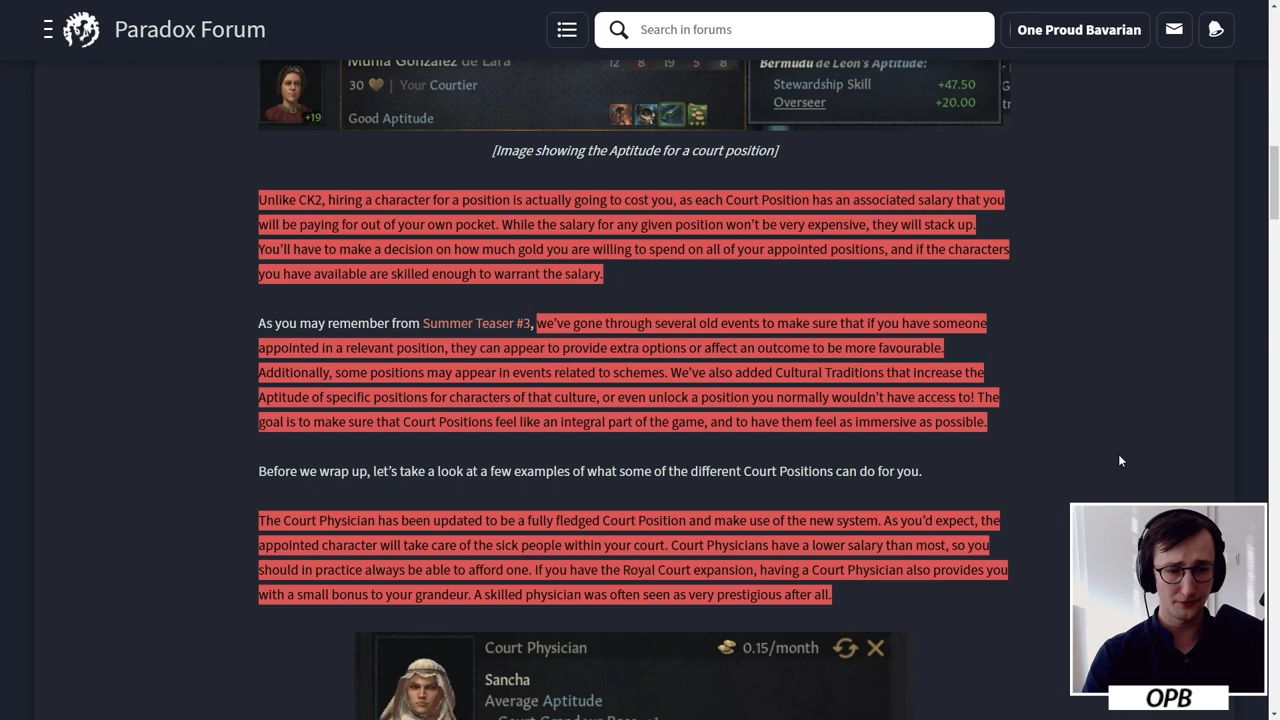 Paradox Forum
Search in forums
One Proud Bavarian
Munia González de Lara
12 8 19 5 8
Bermudu de Leon's Aptitude:
30 | Your Courtier
Stewardship Skill +47.50
Overseer +20.00
+19
Good Aptitude
[Image showing the Aptitude for a court position]
Unlike CK2, hiring a character for a position is actually going to cost you, as each Court Position has an associated salary that you
will be paying for out of your own pocket. While the salary for any given position won't be very expensive, they will stack up.
You'll have to make a decision on how much gold you are willing to spend on all of your appointed positions, and if the characters
you have available are skilled enough to warrant the salary.
As you may remember from Summer Teaser #3, we've gone through several old events to make sure that if you have someone
appointed in a relevant position, they can appear to provide extra options or affect an outcome to be more favourable.
Additionally, some positions may appear in events related to schemes. We've also added Cultural Traditions that increase the
Aptitude of specific positions for characters of that culture, or even unlock a position you normally wouldn't have access to! The
goal is to make sure that Court Positions feel like an integral part of the game, and to have them feel as immersive as possible.
Before we wrap up, let's take a look at a few examples of what some of the different Court Positions can do for you.
The Court Physician has been updated to be a fully fledged Court Position and make use of the new system. As you'd expect, the
appointed character will take care of the sick people within your court. Court Physicians have a lower salary than most, so you
should in practice always be able to afford one. If you have the Royal Court expansion, having a Court Physician also provides you
with a small bonus to your grandeur. A skilled physician was often seen as very prestigious after all.
Court Physician 0.15/month
Sancha
Average Aptitude
OPB